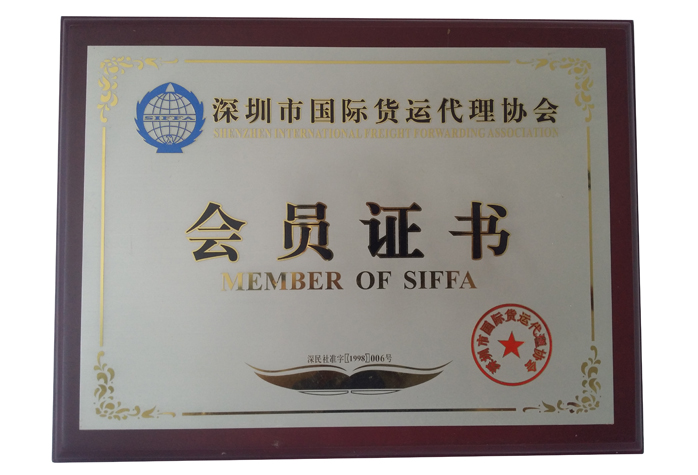 SIFFA
深圳市国际货运代理协会
SHENZHEN INTERNATIONAL FREIGHT FORWARDING ASSOCIATION
会员证书
MEMBER OF SIFFA
深民社准字[1998]006号
深圳市国际货运代理协会